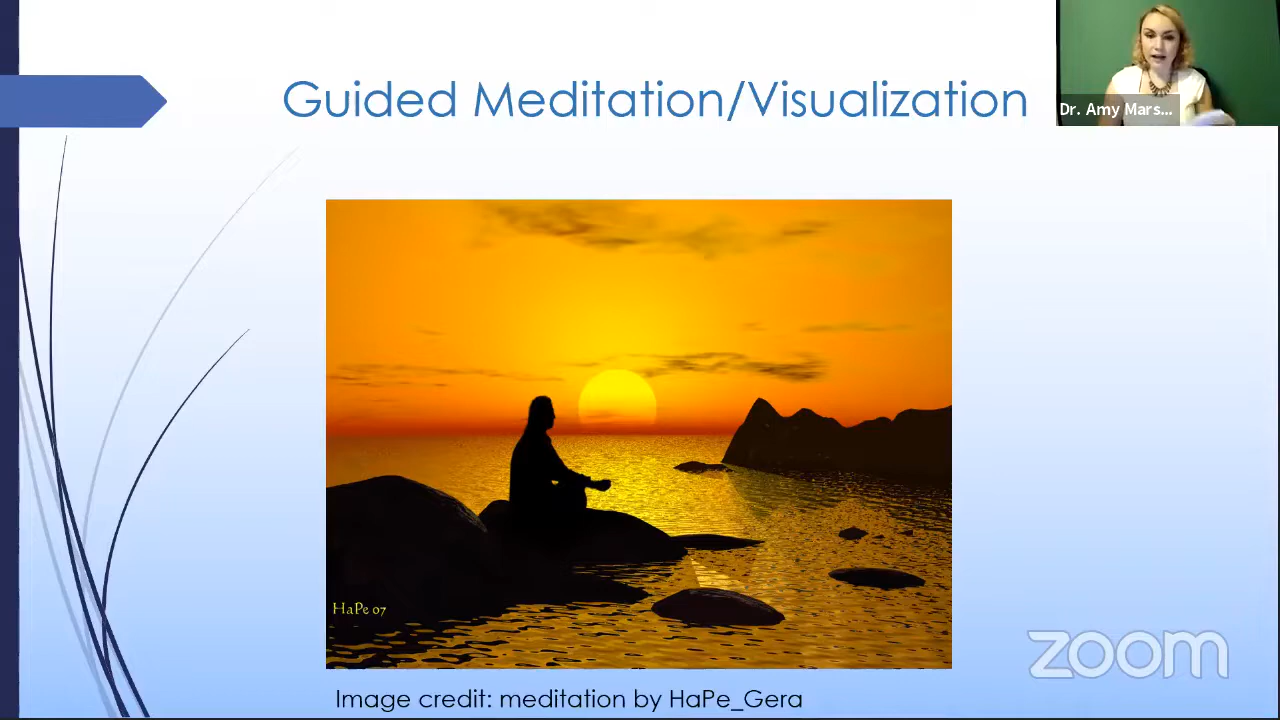 Guided Meditation/Visualization
Dr. Amy Mars...
HaPe 07
zoom
Image credit: meditation by HaPe_Gera